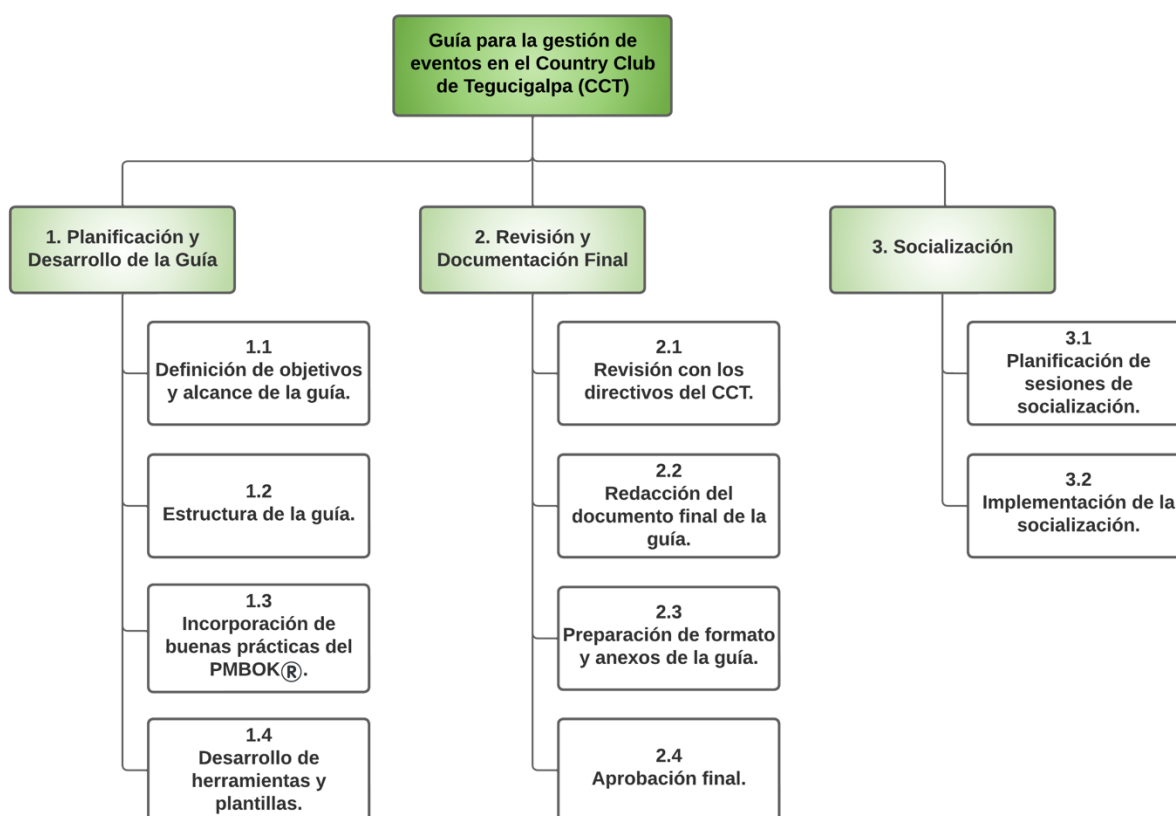 Guía para la gestión de
eventos en el Country Club
de Tegucigalpa (CCT)
1. Planificación y
Desarrollo de la Guía
1.1
Definición de objetivos
y alcance de la guía.
1.2
Estructura de la guía.
1.3
Incorporación de
buenas prácticas del
PMBOK®.
1.4
Desarrollo de
herramientas y
plantillas.
2. Revisión y
Documentación Final
2.1
Revisión con los
directivos del CCT.
2.2
Redacción del
documento final de la
guía.
2.3
Preparación de formato
y anexos de la guía.
2.4
Aprobación final.
3. Socialización
3.1
Planificación de
sesiones de
socialización.
3.2
Implementación de la
socialización.